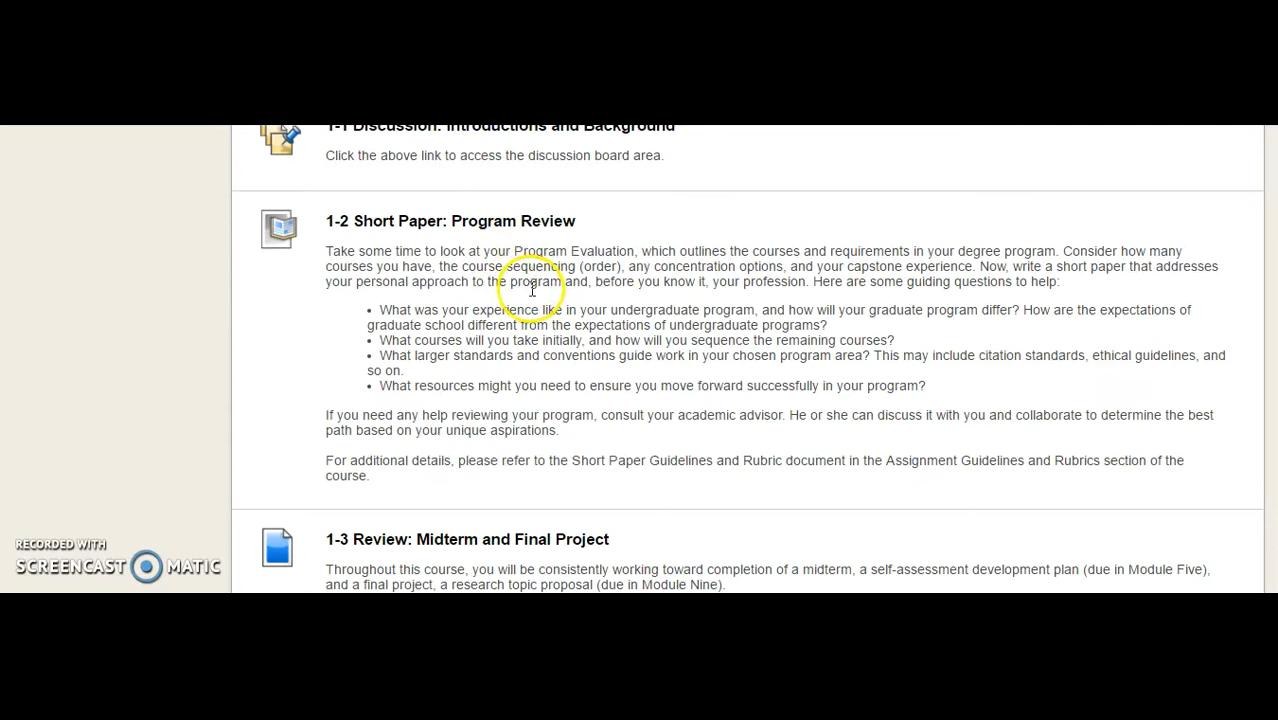 1-1 Discussion: Introductions and Background
Click the above link to access the discussion board area.
1-2 Short Paper: Program Review
Take some time to look at your Program Evaluation, which outlines the courses and requirements in your degree program. Consider how many
courses you have, the course sequencing (order), any concentration options, and your capstone experience. Now, write a short paper that addresses
your personal approach to the program and, before you know it, your profession. Here are some guiding questions to help:
• What was your experience like in your undergraduate program, and how will your graduate program differ? How are the expectations of
graduate school different from the expectations of undergraduate programs?
• What courses will you take initially, and how will you sequence the remaining courses?
• What larger standards and conventions guide work in your chosen program area? This may include citation standards, ethical guidelines, and
so on.
• What resources might you need to ensure you move forward successfully in your program?
If you need any help reviewing your program, consult your academic advisor. He or she can discuss it with you and collaborate to determine the best
path based on your unique aspirations.
For additional details, please refer to the Short Paper Guidelines and Rubric document in the Assignment Guidelines and Rubrics section of the
course.
1-3 Review: Midterm and Final Project
Throughout this course, you will be consistently working toward completion of a midterm, a self-assessment development plan (due in Module Five),
and a final project, a research topic proposal (due in Module Nine).
RECORDED WITH
SCREENCAST MATIC